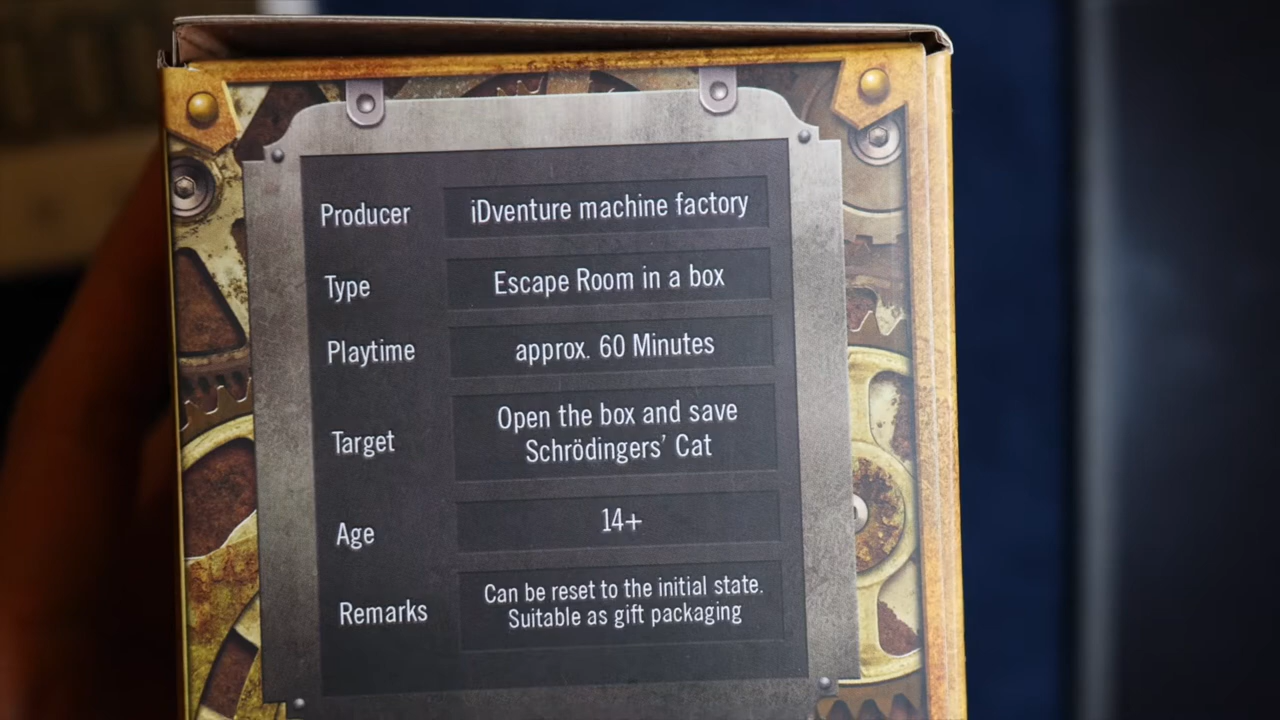 Producer iDventure machine factory
Type Escape Room in a box
Playtime approx. 60 Minutes
Target Open the box and save
Schrödingers’ Cat
Age 14+
Remarks Can be reset to the initial state.
Suitable as gift packaging